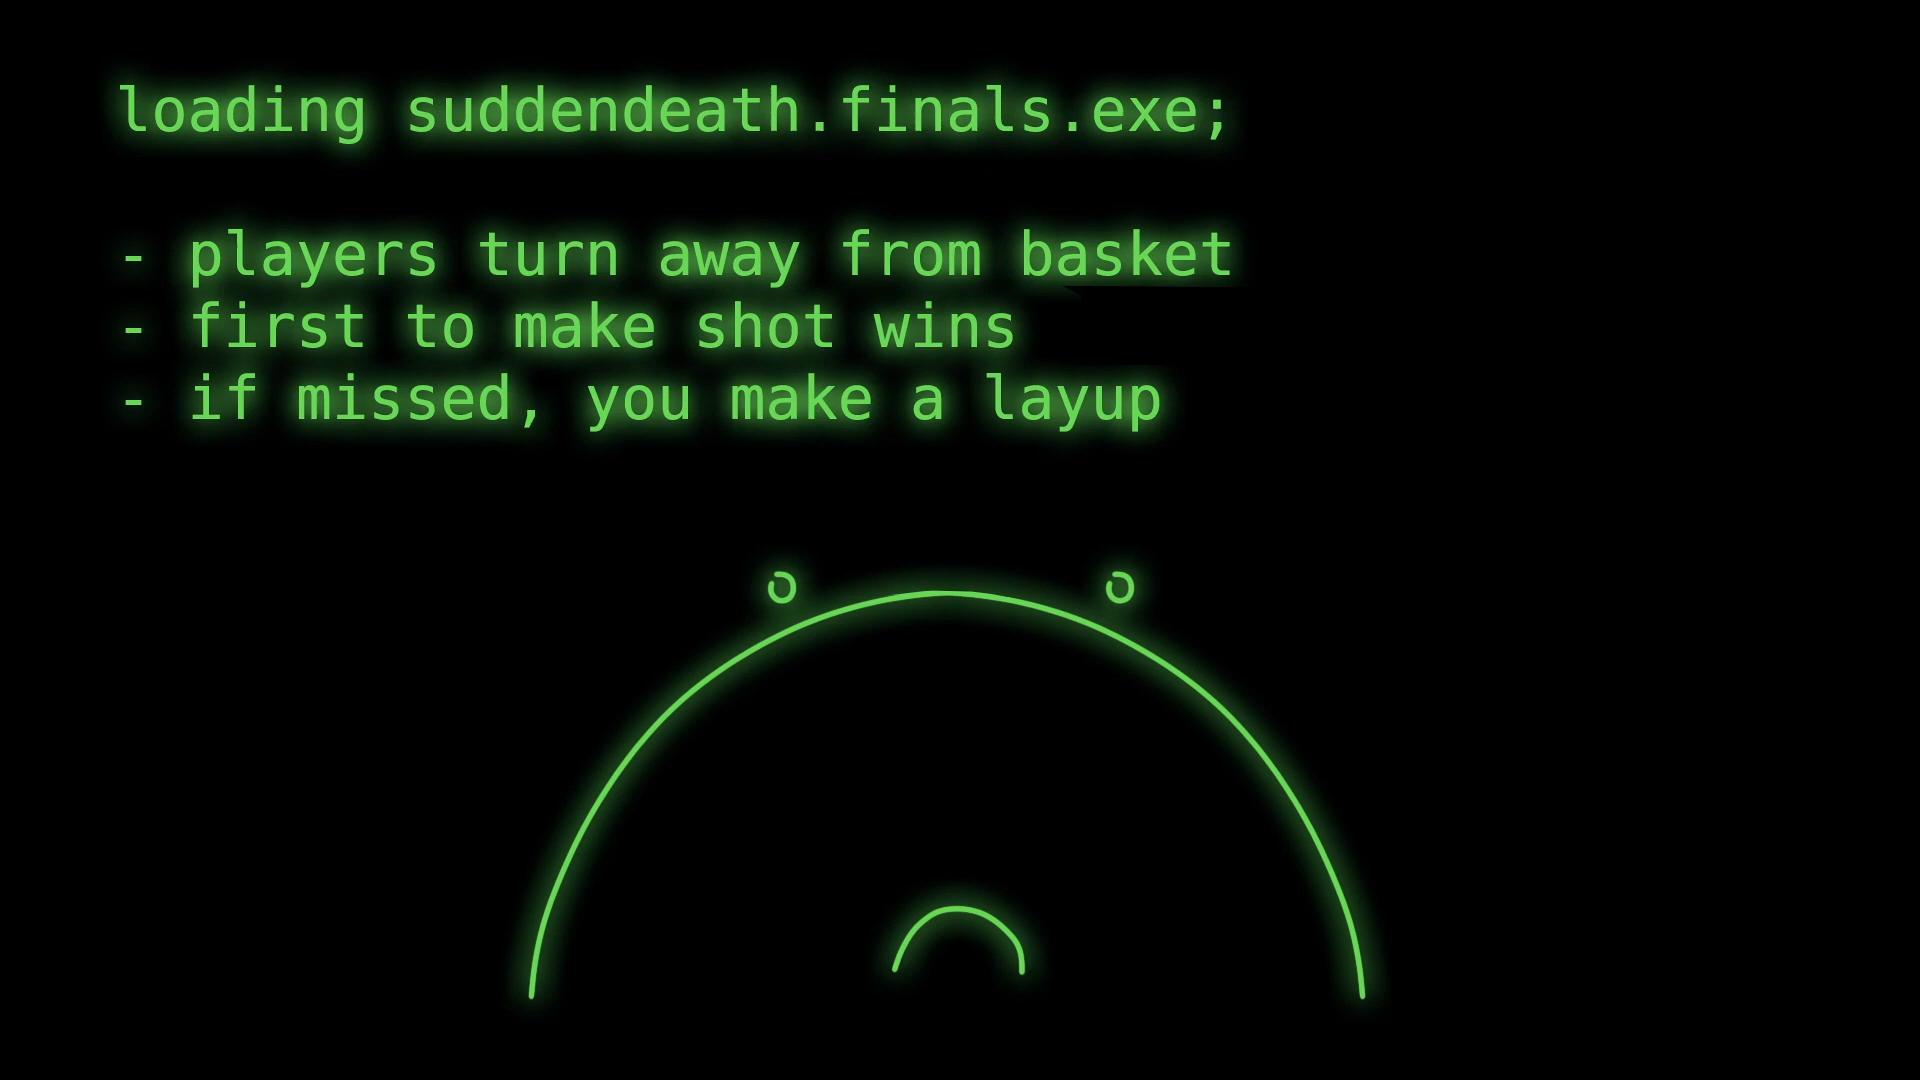 loading suddendeath.finals.exe;
- players turn away from basket
- first to make shot wins
- if missed, you make a layup